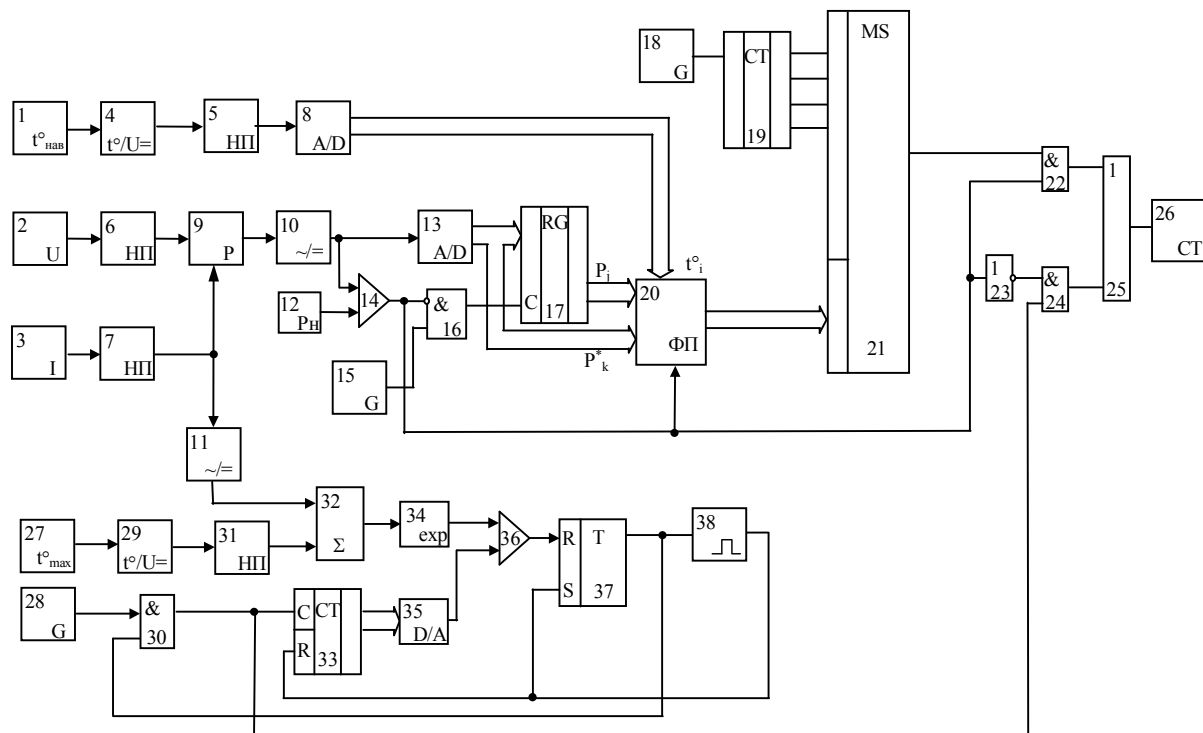 18
G
CT
19
MS
21
1
t°нав
4
t°/U=
5
НП
8
A/D
&
22
1
25
26
CT
2
U
6
НП
9
P
10
~/=
13
A/D
RG
C
17
Pi
t°i
20
ФП
1
23
&
24
12
Pн
14
&
16
P*k
3
I
7
НП
15
G
11
~/=
27
t°max
29
t°/U=
31
НП
32
Σ
34
exp
36
R
T
S
37
38
28
G
&
30
C
CT
R
33
35
D/A